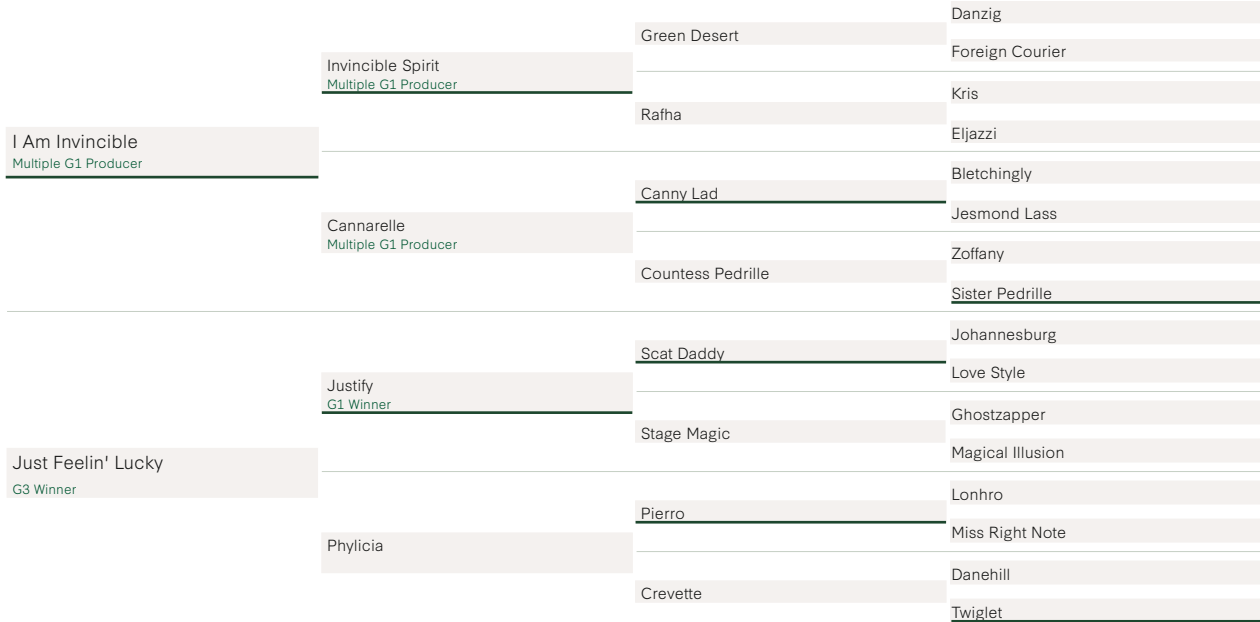 I Am Invincible
Multiple G1 Producer
Just Feelin' Lucky
G3 Winner
Invincible Spirit
Multiple G1 Producer
Cannarelle
Multiple G1 Producer
Justify
G1 Winner
Phylicia
Green Desert
Rafha
Canny Lad
Countess Pedrille
Scat Daddy
Stage Magic
Pierro
Crevette
Danzig
Foreign Courier
Kris
Eljazzi
Bletchingly
Jesmond Lass
Zoffany
Sister Pedrille
Johannesburg
Love Style
Ghostzapper
Magical Illusion
Lonhro
Miss Right Note
Danehill
Twiglet